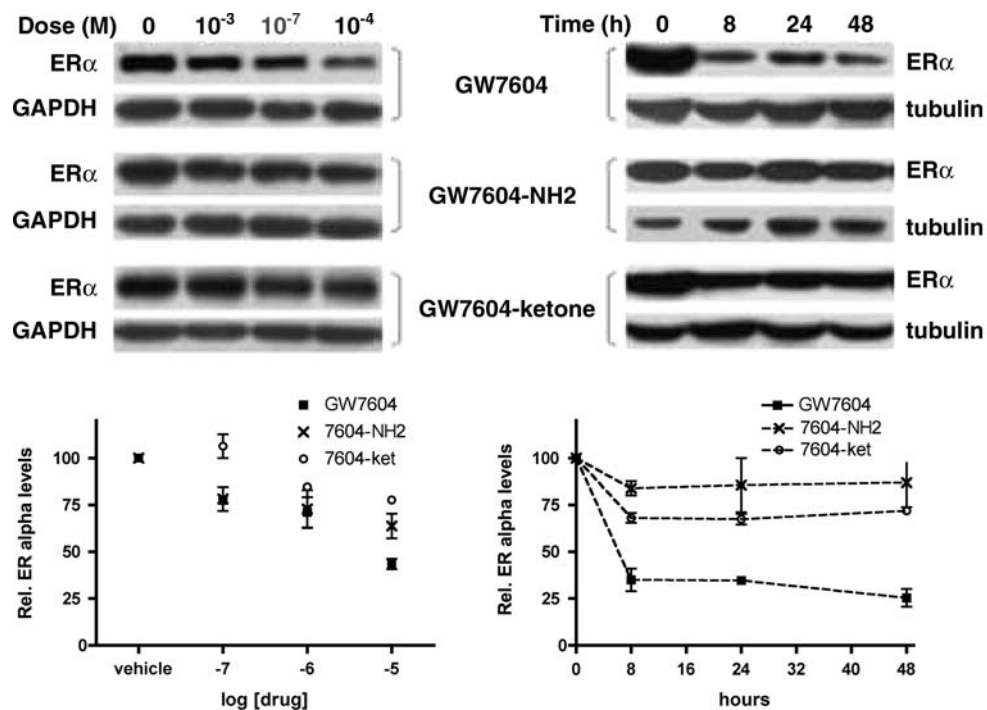 Dose (M) 0 10⁻³ 10⁻⁷ 10⁻⁴
ERα
GAPDH
GW7604
ERα
GAPDH
GW7604-NH2
ERα
GAPDH
GW7604-ketone
Time (h) 0 8 24 48
ERα
tubulin
ERα
tubulin
ERα
tubulin
GW7604
7604-NH2
7604-ket
Rel. ER alpha levels
100
75
50
25
0
vehicle -7 -6 -5
log [drug]
GW7604
7604-NH2
7604-ket
Rel. ER alpha levels
100
75
50
25
0
0 8 16 24 32 40 48
hours